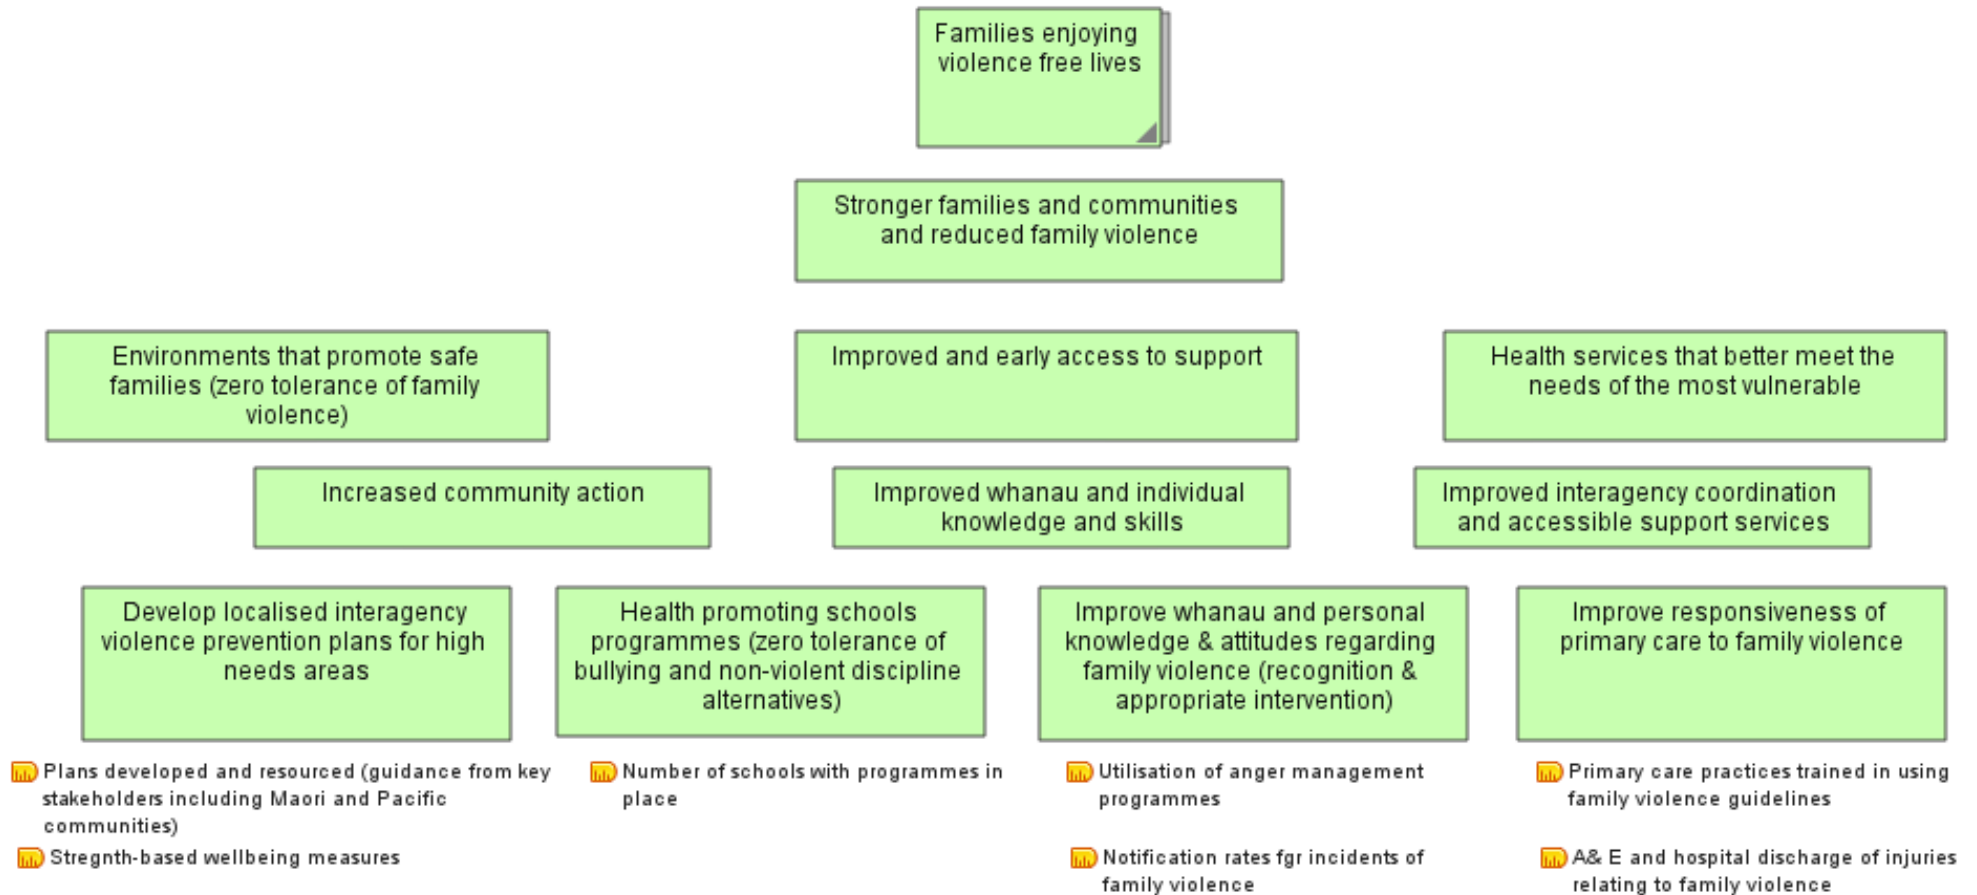 Families enjoying
violence free lives
Stronger families and communities
and reduced family violence
Environments that promote safe
families (zero tolerance of family
violence)
Improved and early access to support
Health services that better meet the
needs of the most vulnerable
Increased community action
Improved whanau and individual
knowledge and skills
Improved interagency coordination
and accessible support services
Develop localised interagency
violence prevention plans for high
needs areas
Health promoting schools
programmes (zero tolerance of
bullying and non-violent discipline
alternatives)
Improve whanau and personal
knowledge & attitudes regarding
family violence (recognition &
appropriate intervention)
Improve responsiveness of
primary care to family violence
Plans developed and resourced (guidance from key
stakeholders including Maori and Pacific
communities)
Stregnth-based wellbeing measures
Number of schools with programmes in
place
Utilisation of anger management
programmes
Notification rates fgr incidents of
family violence
Primary care practices trained in using
family violence guidelines
A& E and hospital discharge of injuries
relating to family violence